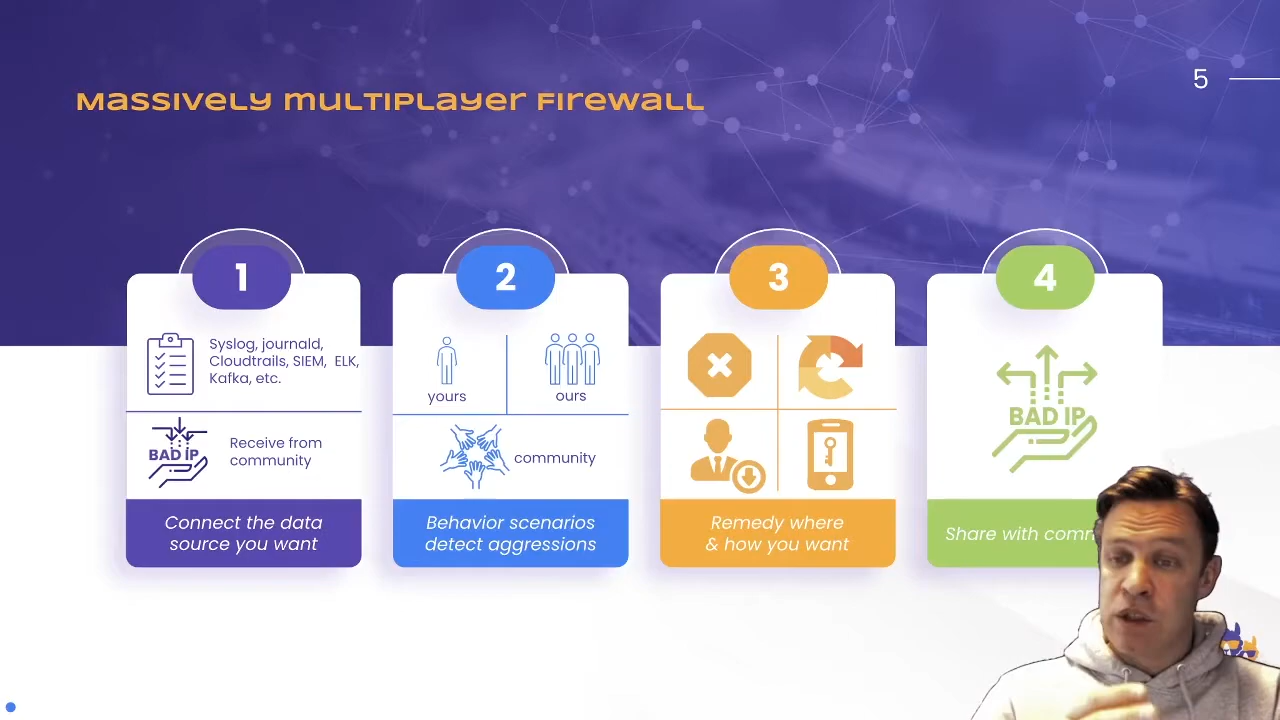 Massively multiplayer firewall
5
1
Syslog, journald,
Cloudtrails, SIEM, ELK,
Kafka, etc.
BAD IP
Receive from
community
Connect the data
source you want
2
yours
ours
community
Behavior scenarios
detect aggressions
3
Remedy where
& how you want
4
BAD IP
Share with